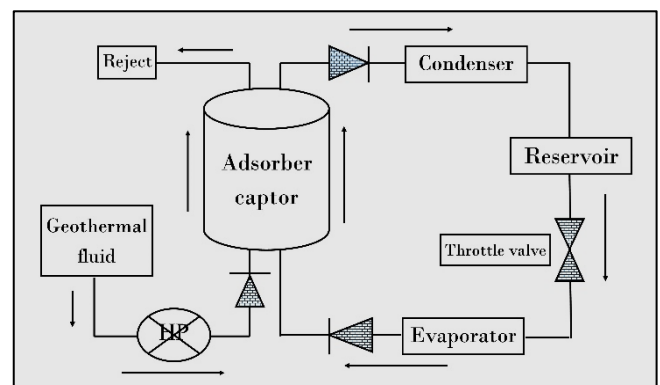 Reject
Condenser
Adsorber
captor
Reservoir
Geothermal
fluid
Throttle valve
HP
Evaporator